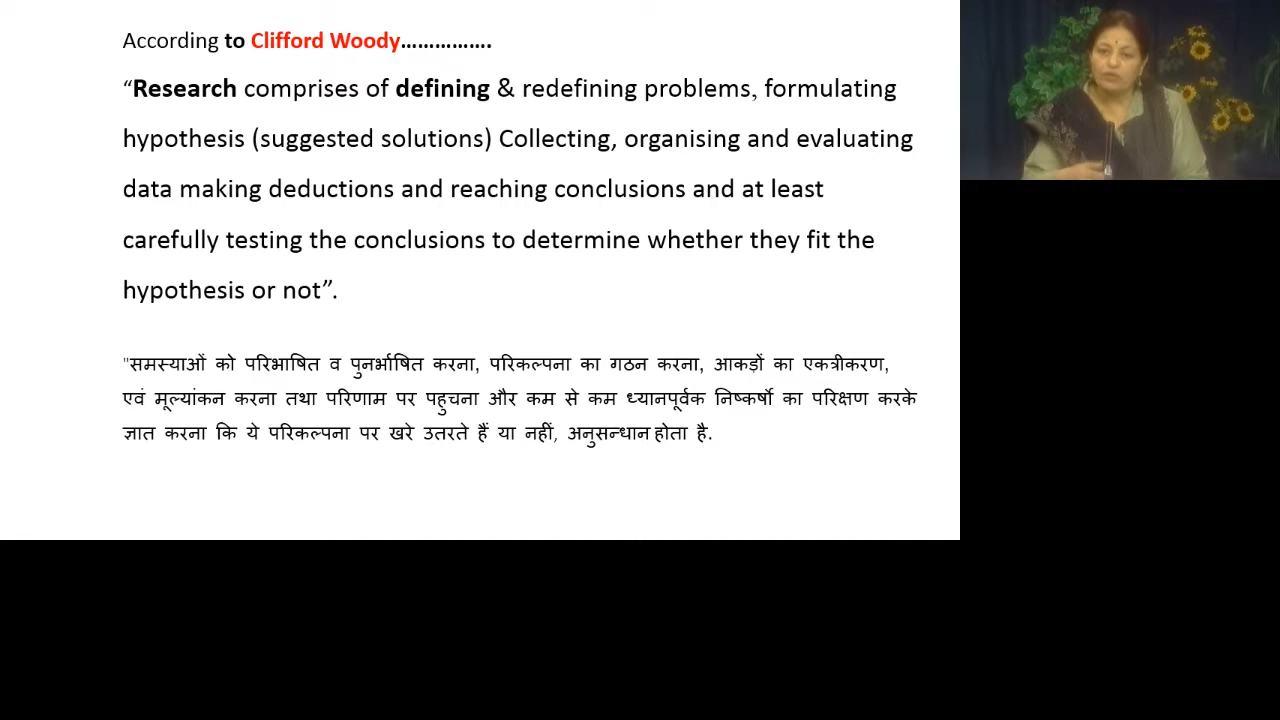 According to Clifford Woody................
“Research comprises of defining & redefining problems, formulating
hypothesis (suggested solutions) Collecting, organising and evaluating
data making deductions and reaching conclusions and at least
carefully testing the conclusions to determine whether they fit the
hypothesis or not”.
"समस्याओं को परिभाषित व पुनर्भाषित करना, परिकल्पना का गठन करना, आकड़ों का एकत्रीकरण,
एवं मूल्यांकन करना तथा परिणाम पर पहुचना और कम से कम ध्यानपूर्वक निष्कर्षो का परिक्षण करके
ज्ञात करना कि ये परिकल्पना पर खरे उतरते हैं या नहीं, अनुसन्धान होता है.